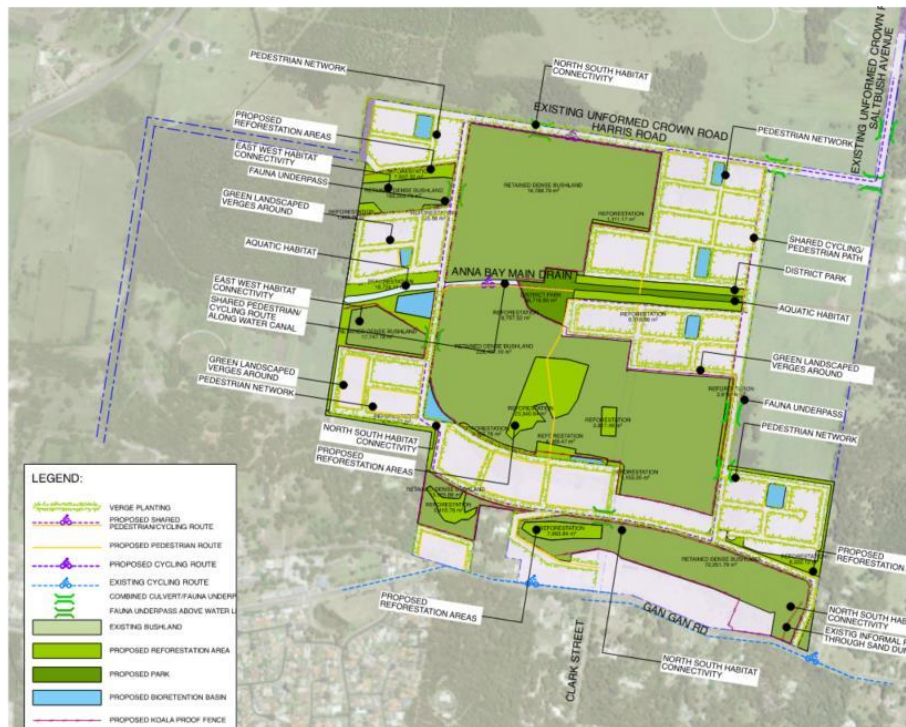 PEDESTRIAN NETWORK
NORTH SOUTH HABITAT
CONNECTIVITY
EXISTING UNFORMED CROWN ROAD
HARRIS ROAD
EXISTING UNFORMED CROWN
SALTBUSH AVENUE
PEDESTRIAN NETWORK
PROPOSED
REFORESTATION AREAS
EAST WEST HABITAT
CONNECTIVITY
FAUNA UNDERPASS
GREEN LANDSCAPED
VERGES AROUND
AQUATIC HABITAT
EAST WEST HABITAT
CONNECTIVITY
SHARED PEDESTRIAN/
CYCLING ROUTE
ALONG WATER CANAL
GREEN LANDSCAPED
VERGES AROUND
PEDESTRIAN NETWORK
NORTH SOUTH HABITAT
CONNECTIVITY
PROPOSED
REFORESTATION AREAS
RETAINED DENSE BUSHLAND
REFORESTATION
ANNA BAY MAIN DRAIN
SHARED CYCLING/
PEDESTRIAN PATH
DISTRICT PARK
AQUATIC HABITAT
GREEN LANDSCAPED
VERGES AROUND
FAUNA UNDERPASS
PEDESTRIAN NETWORK
RETAINED DENSE BUSHLAND
REFORESTATION
REFORESTATION
REFORESTATION
RETAINED DENSE BUSHLAND
PROPOSED
REFORESTATION
NORTH SOUTH
CONNECTIVITY
EXISTIG INFORMAL
THROUGH SAND
PROPOSED
REFORESTATION AREAS
CLARK STREET
GAN GAN RD
NORTH SOUTH HABITAT
CONNECTIVITY
LEGEND:
VERGE PLANTING
PROPOSED SHARED
PEDESTRIAN/CYCLING ROUTE
PROPOSED PEDESTRIAN ROUTE
PROPOSED CYCLING ROUTE
EXISTING CYCLING ROUTE
COMBINED CULVERT/FAUNA
FAUNA UNDERPASS ABOVE WATER
EXISTING BUSHLAND
PROPOSED REFORESTATION AREA
PROPOSED PARK
PROPOSED BIORETENTION BASIN
PROPOSED KOALA PROOF FENCE